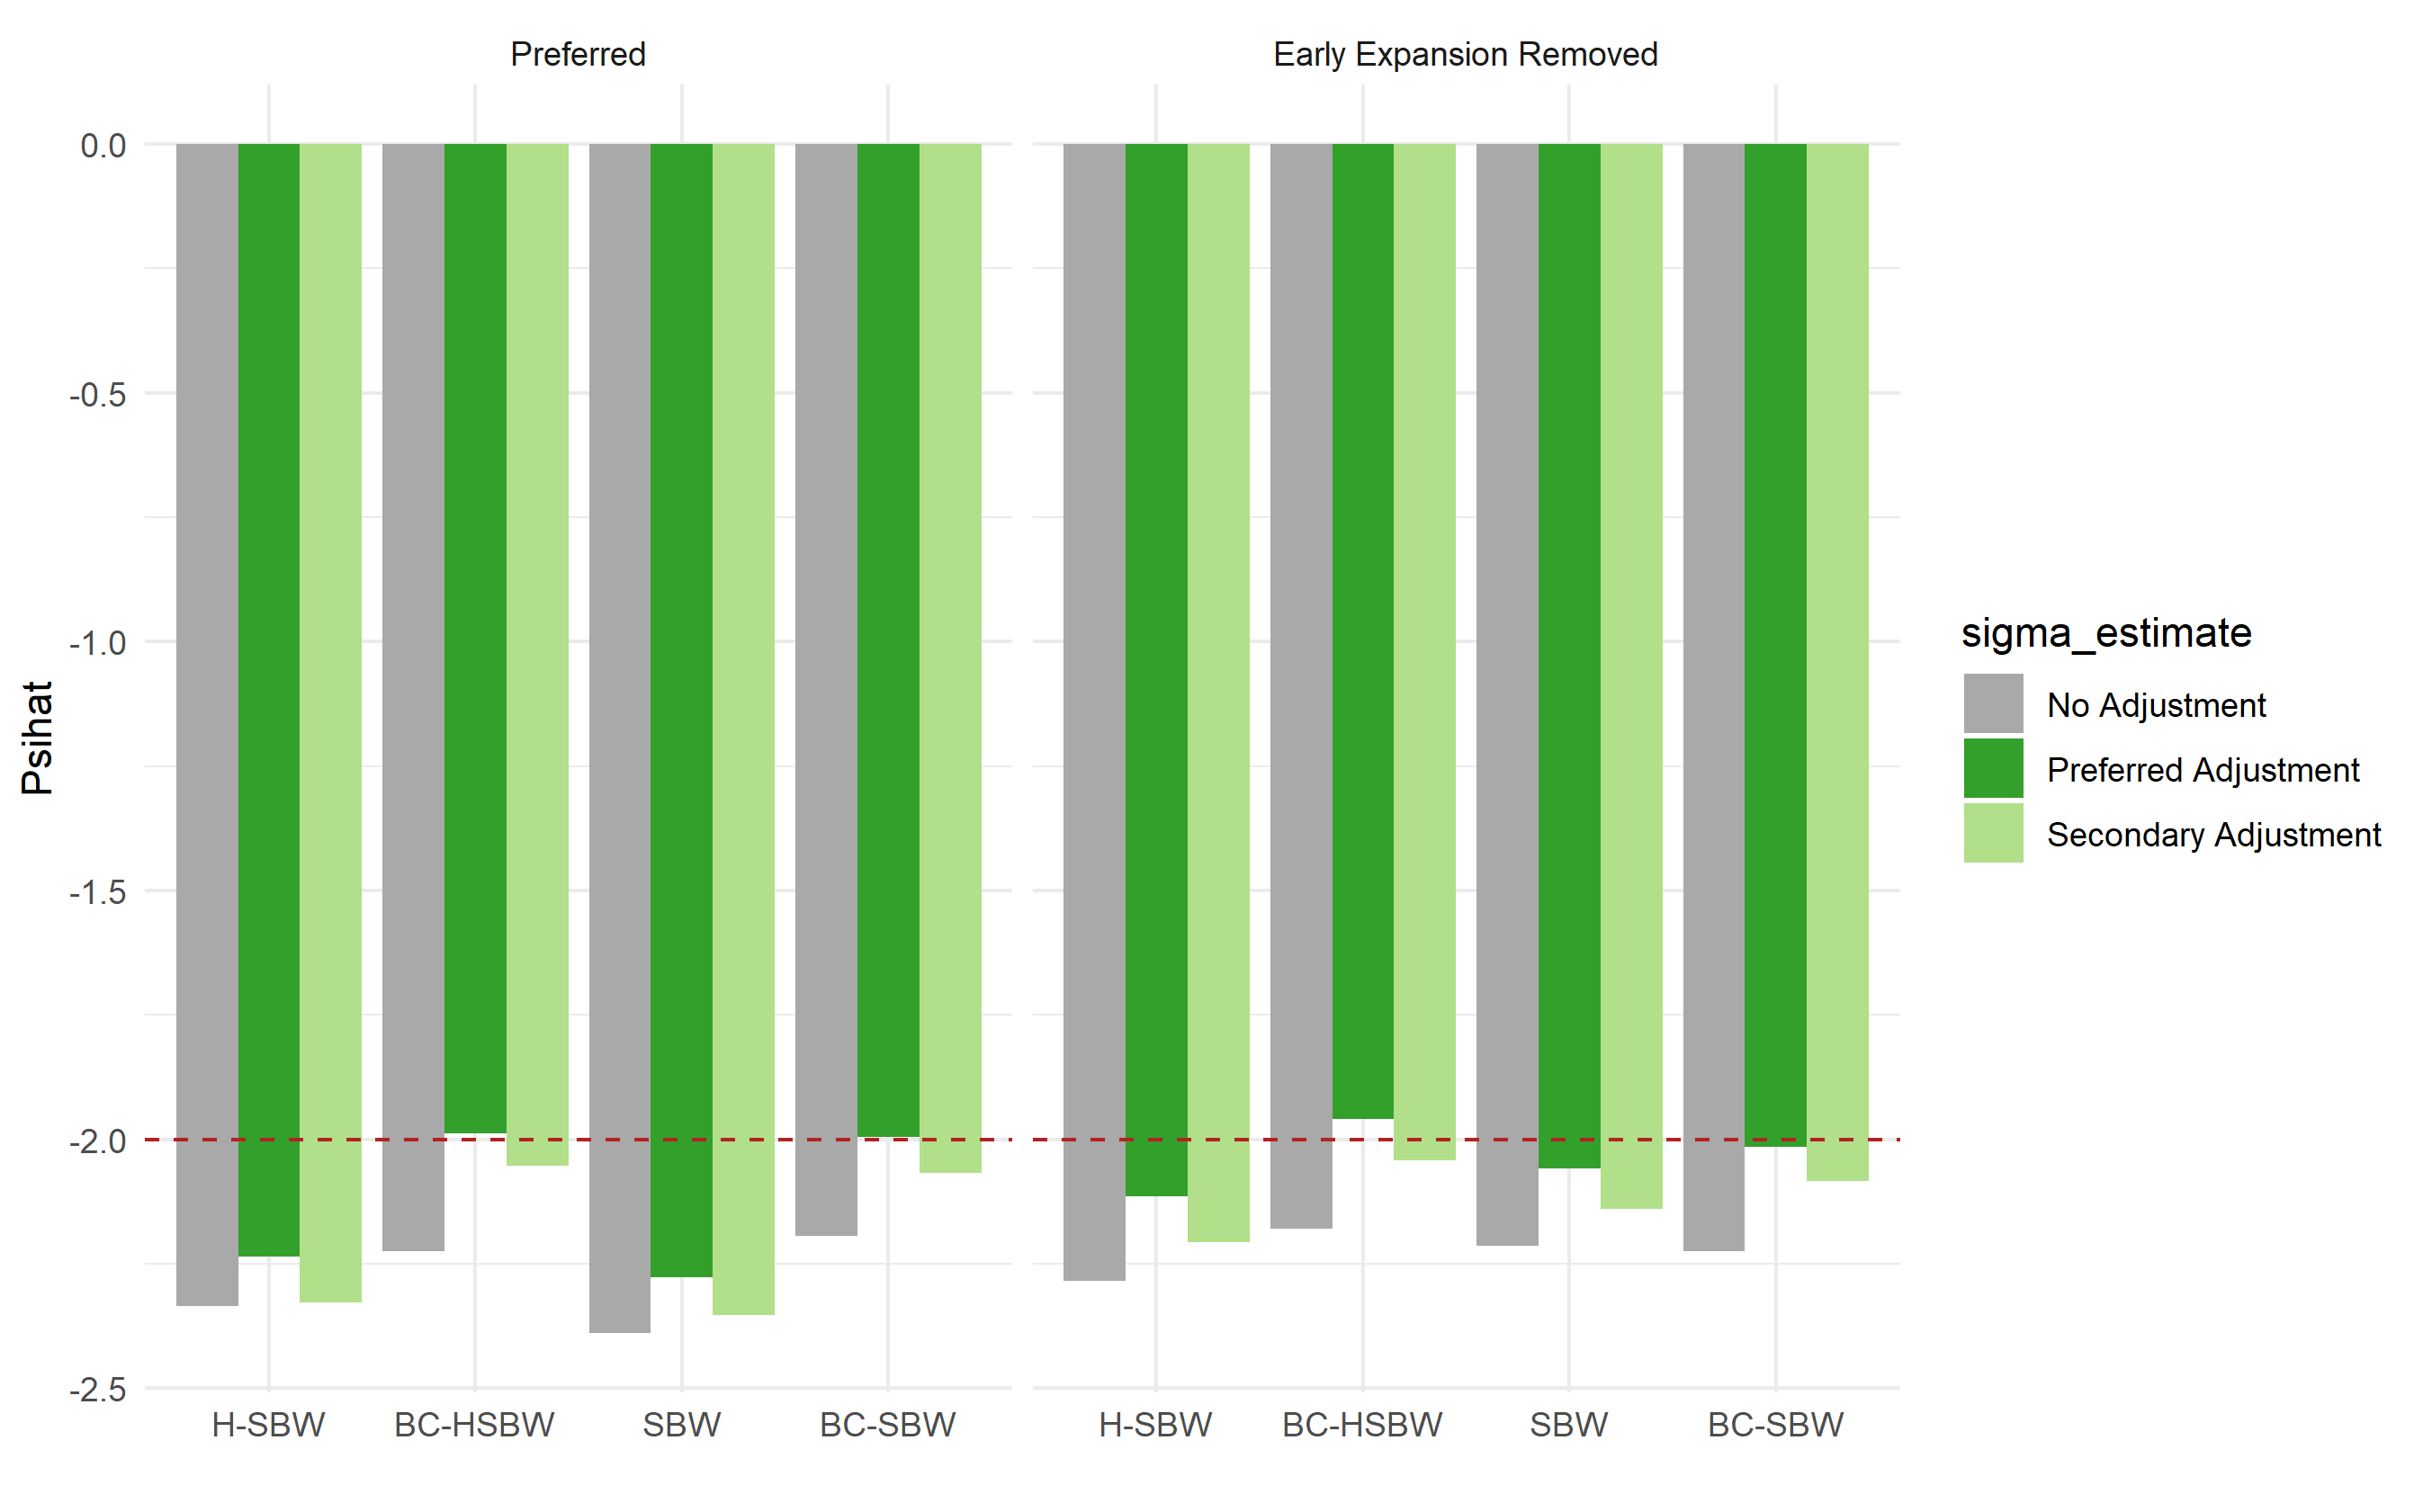 Preferred
Early Expansion Removed
0.0
-0.5
-1.0
-1.5
-2.0
-2.5
Psihat
H-SBW
BC-HSBW
SBW
BC-SBW
H-SBW
BC-HSBW
SBW
BC-SBW
sigma_estimate
No Adjustment
Preferred Adjustment
Secondary Adjustment